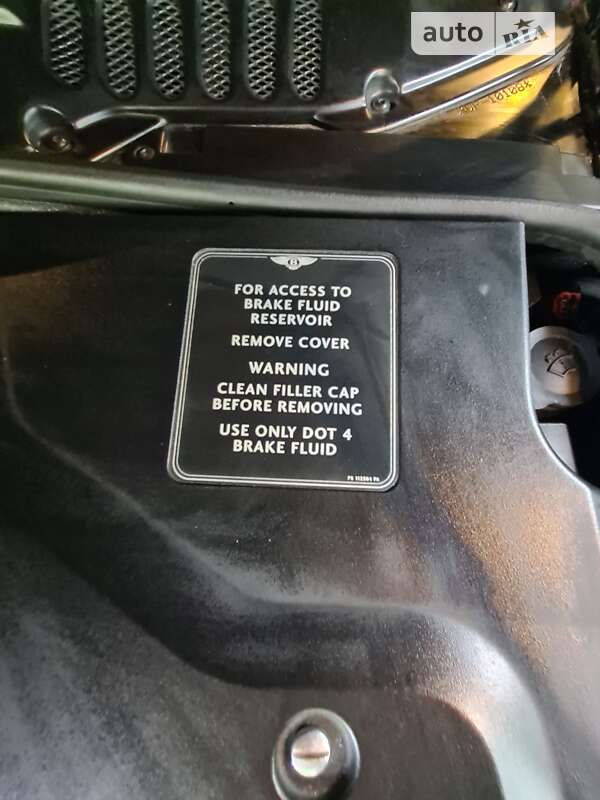 auto RIA
B
FOR ACCESS TO
BRAKE FLUID
RESERVOIR
REMOVE COVER
WARNING
CLEAN FILLER CAP
BEFORE REMOVING
USE ONLY DOT 4
BRAKE FLUID